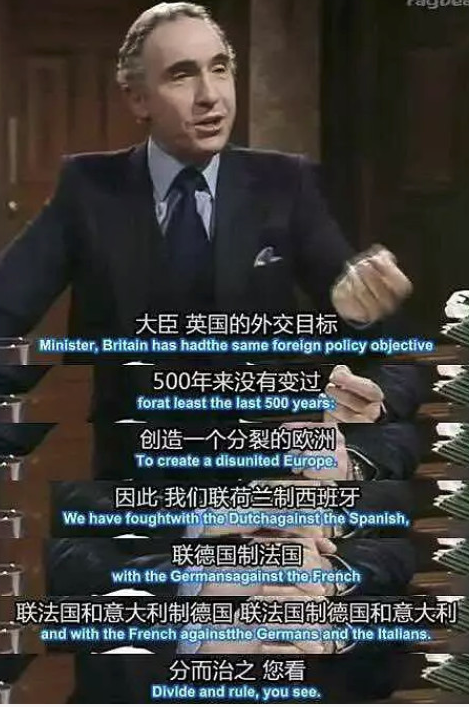 ragbea
大臣 英国的外交目标
Minister, Britain has hadthe same foreign policy objective
500年来没有变过
forat least the last 500 years:
创造一个分裂的欧洲
To create a disunited Europe.
因此 我们联荷兰制西班牙
We have foughtwith the Dutchagainst the Spanish,
联德国制法国
with the Germansagainst the French
联法国和意大利制德国 联法国制德国和意大利
and with the French againstthe Germans and the Italians.
分而治之 您看
Divide and rule, you see.